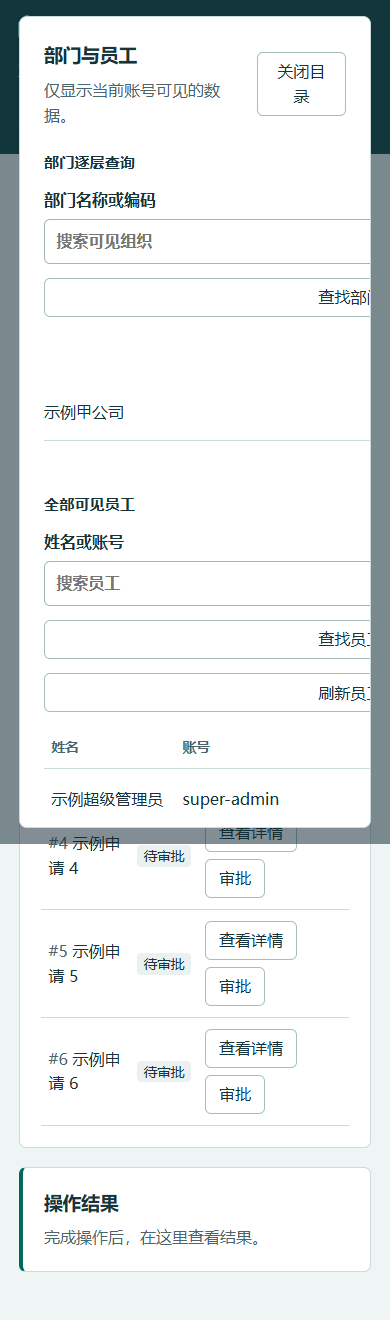 部门与员工
仅显示当前账号可见的数
据。
关闭目
录
部门逐层查询
部门名称或编码
搜索可见组织
查找部
示例甲公司
全部可见员工
姓名或账号
搜索员工
查找员
刷新员
姓名 账号
示例超级管理员 super-admin
#4 示例申
请 4
待审批
查看详情
审批
#5 示例申
请 5
待审批
查看详情
审批
#6 示例申
请 6
待审批
查看详情
审批
操作结果
完成操作后，在这里查看结果。